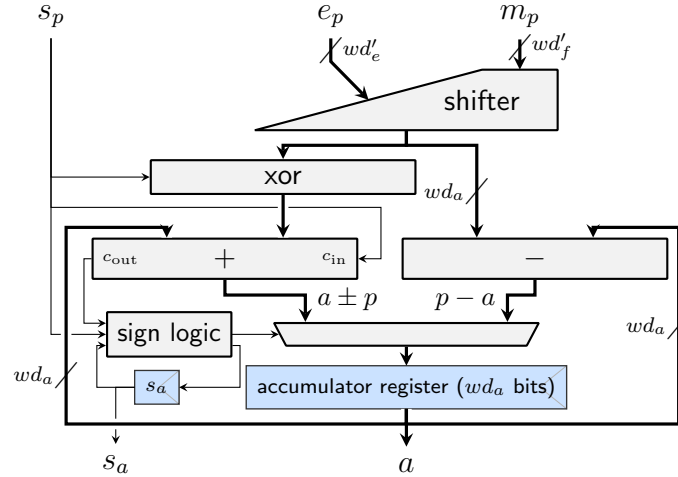 s_p e_p m_p
wd'_e wd'_f
shifter
xor
wd_a
c_out + c_in −
a ± p p − a
sign logic wd_a
wd_a s_a accumulator register (wd_a bits)
s_a a